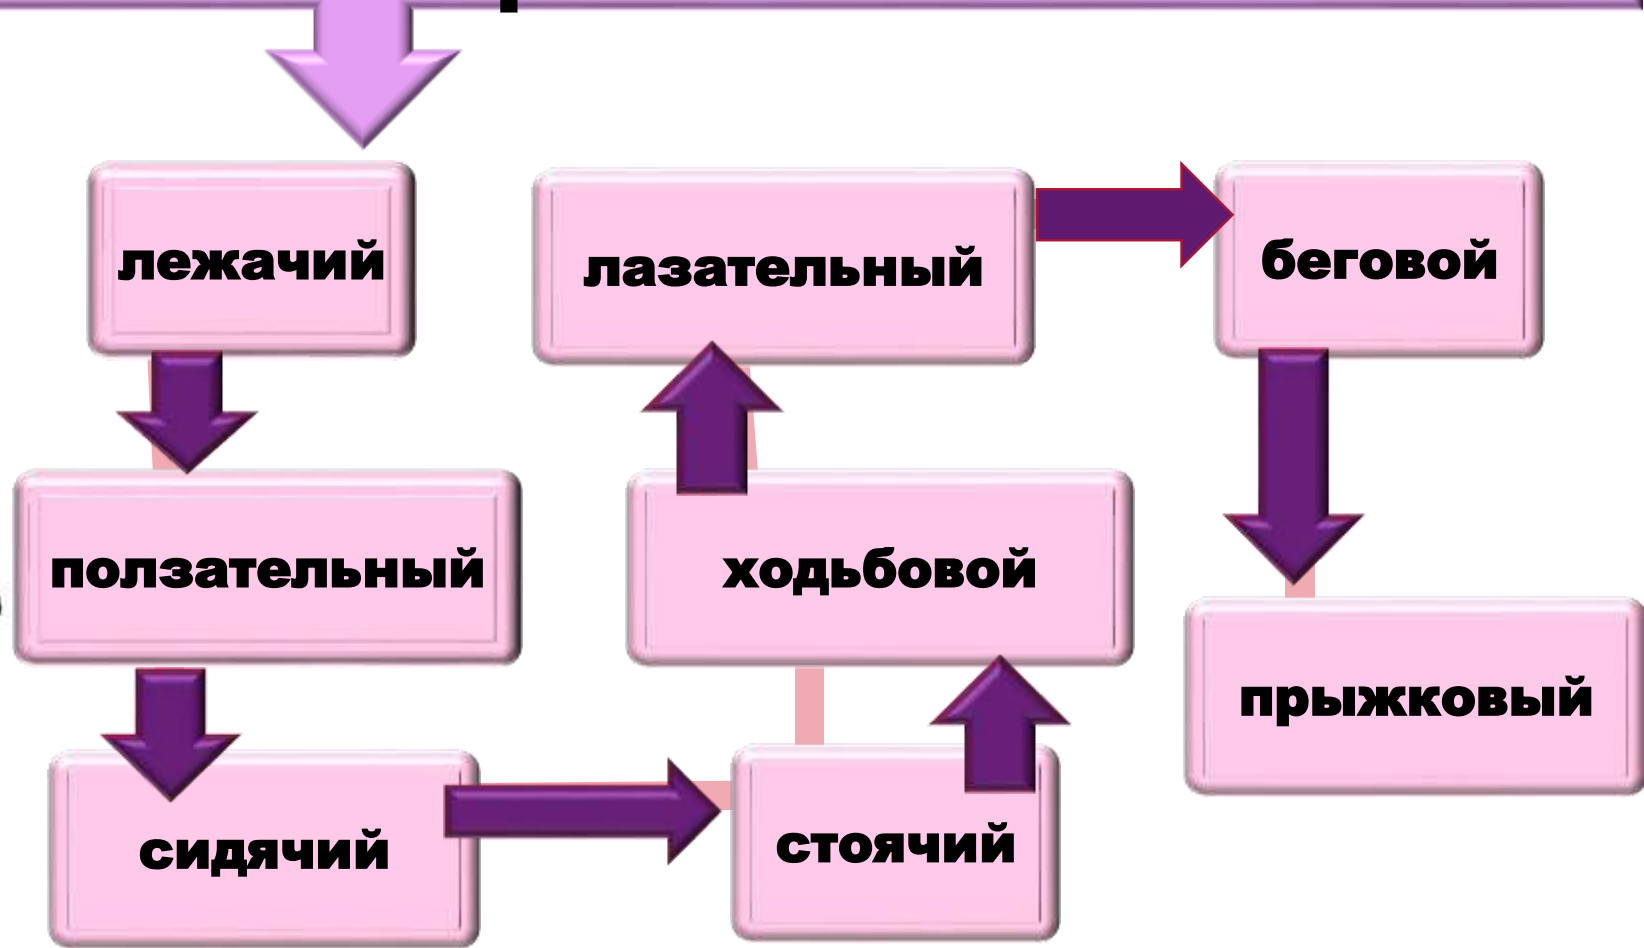 лежачий
ползательный
сидячий
стоячий
ходьбовой
лазательный
беговой
прыжковый